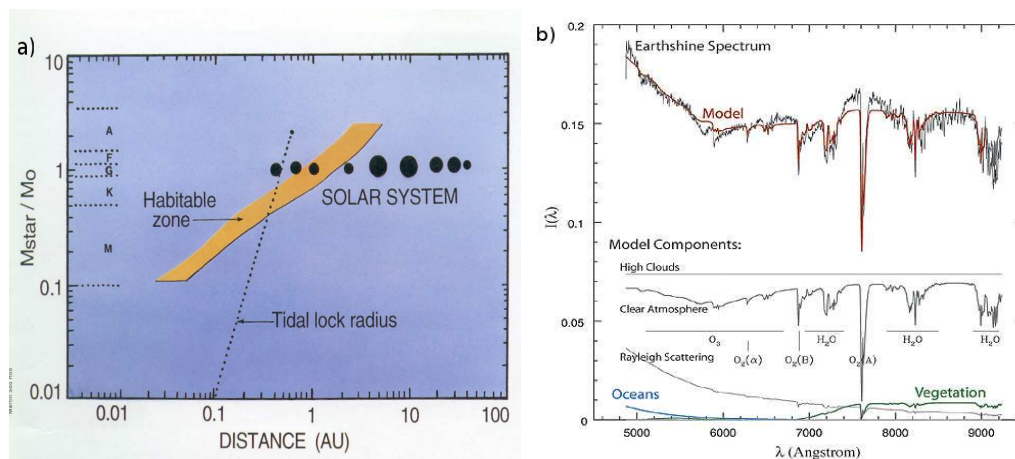 a)
10
1
0.1
0.01
Mstar / Mo
A
F
G
K
M
Habitable
zone
SOLAR SYSTEM
Tidal lock radius
0.01 0.1 1 10 100
DISTANCE (AU)
b)
0.2
0.15
0.1
0.05
0
I(λ)
Earthshine Spectrum
Model
Model Components:
High Clouds
Clear Atmosphere
O₃ H₂O H₂O H₂O
Rayleigh Scattering O₂(α) O₂(B) O₂(A)
Oceans Vegetation
5000 6000 7000 8000 9000
λ (Angstrom)